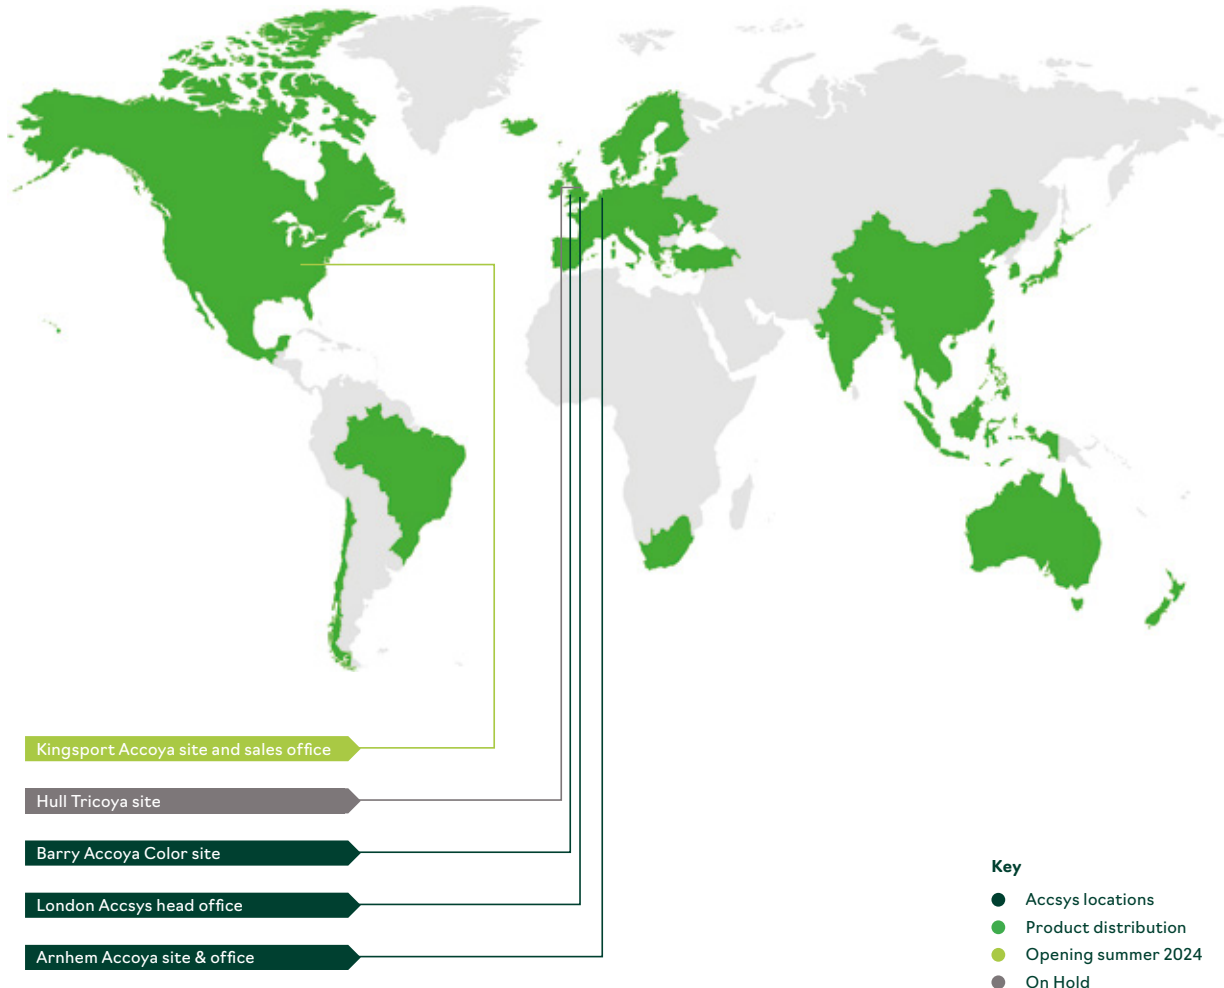 Kingsport Accoya site and sales office
Hull Tricoya site
Barry Accoya Color site
London Accsys head office
Arnhem Accoya site & office
Key
Accsys locations
Product distribution
Opening summer 2024
On Hold